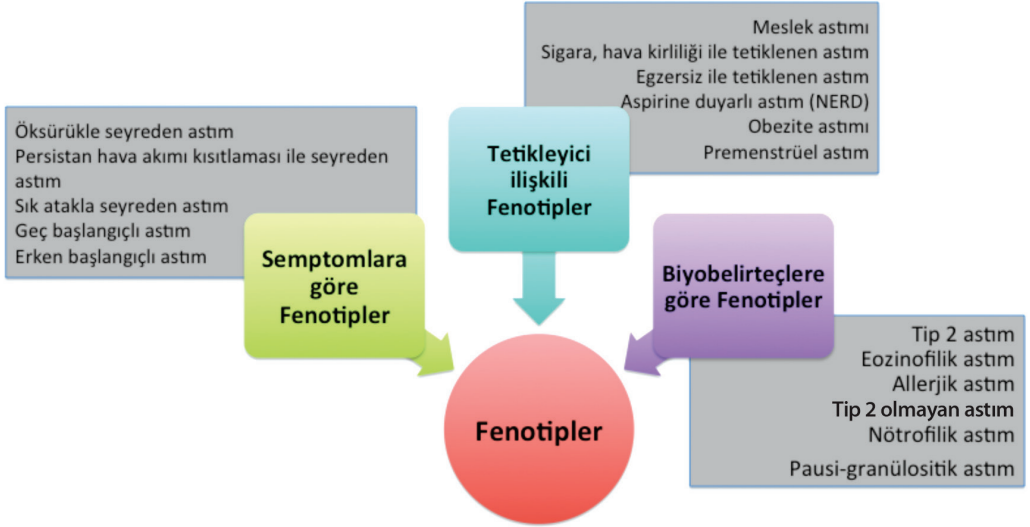 Meslek astımı
Sigara, hava kirliliği ile tetiklenen astım
Egzersiz ile tetiklenen astım
Aspirine duyarlı astım (NERD)
Obezite astımı
Premenstrüel astım
Öksürükle seyreden astım
Persistan hava akımı kısıtlaması ile seyreden
astım
Sık atakla seyreden astım
Geç başlangıçlı astım
Erken başlangıçlı astım
Tetikleyici
ilişkili
Fenotipler
Semptomlara
göre
Fenotipler
Biyobelirteçlere
göre Fenotipler
Tip 2 astım
Eozinofilik astım
Allerjik astım
Tip 2 olmayan astım
Nötrofilik astım
Pausi-granülositik astım
Fenotipler